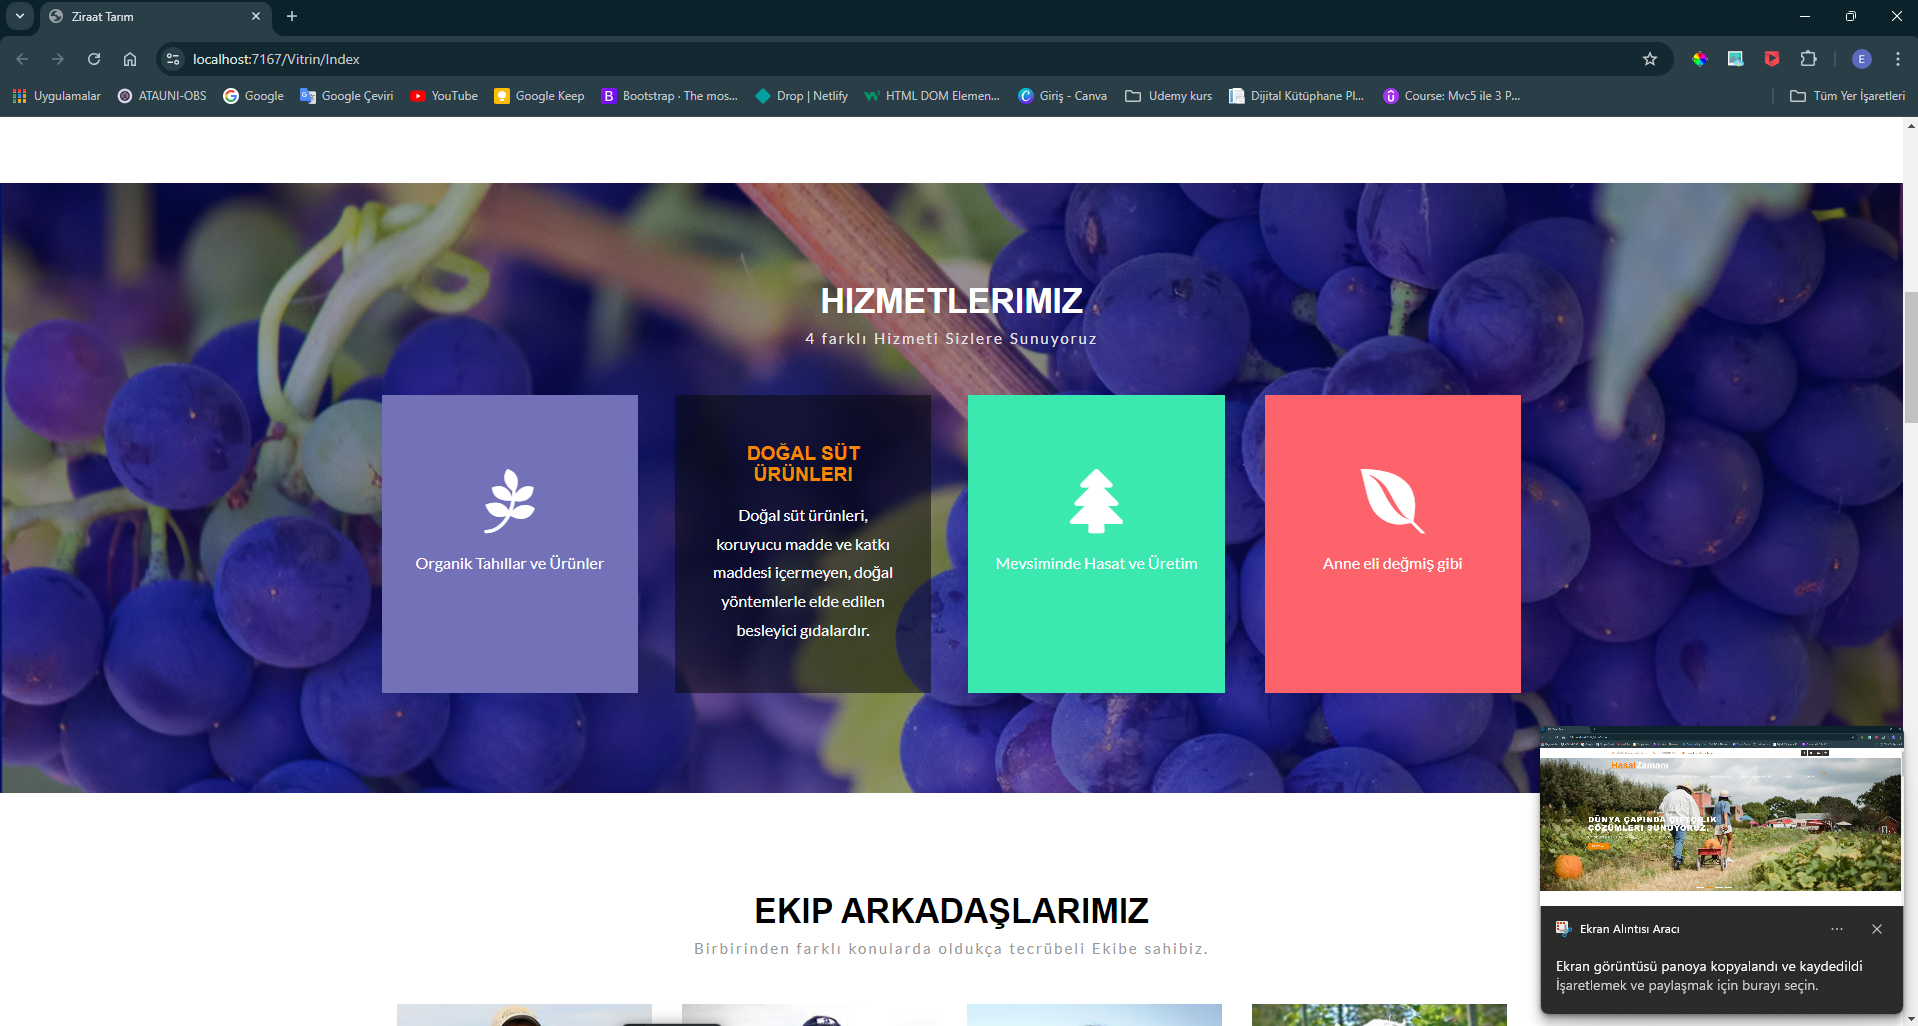 Ziraat Tarım
localhost:7167/Vitrin/Index
E
Uygulamalar
ATAUNI-OBS
Google
Google Çeviri
YouTube
Google Keep
Bootstrap · The mos...
Drop | Netlify
HTML DOM Elemen...
Giriş - Canva
Udemy kurs
Dijital Kütüphane Pl...
Course: Mvc5 ile 3 P...
Tüm Yer İşaretleri
HIZMETLERIMIZ
4 farklı Hizmeti Sizlere Sunuyoruz
Organik Tahıllar ve Ürünler
DOĞAL SÜT
ÜRÜNLERI
Doğal süt ürünleri,
koruyucu madde ve katkı
maddesi içermeyen, doğal
yöntemlerle elde edilen
besleyici gıdalardır.
Mevsiminde Hasat ve Üretim
Anne eli değmiş gibi
EKIP ARKADAŞLARIMIZ
Birbirinden farklı konularda oldukça tecrübeli Ekibe sahibiz.
HasatZamanı
DÜNYA ÇAPINDA ÇİFTÇİLİK
ÇÖZÜMLERİ SUNUYORUZ.
Ekran Alıntısı Aracı
Ekran görüntüsü panoya kopyalandı ve kaydedildi
İşaretlemek ve paylaşmak için burayı seçin.